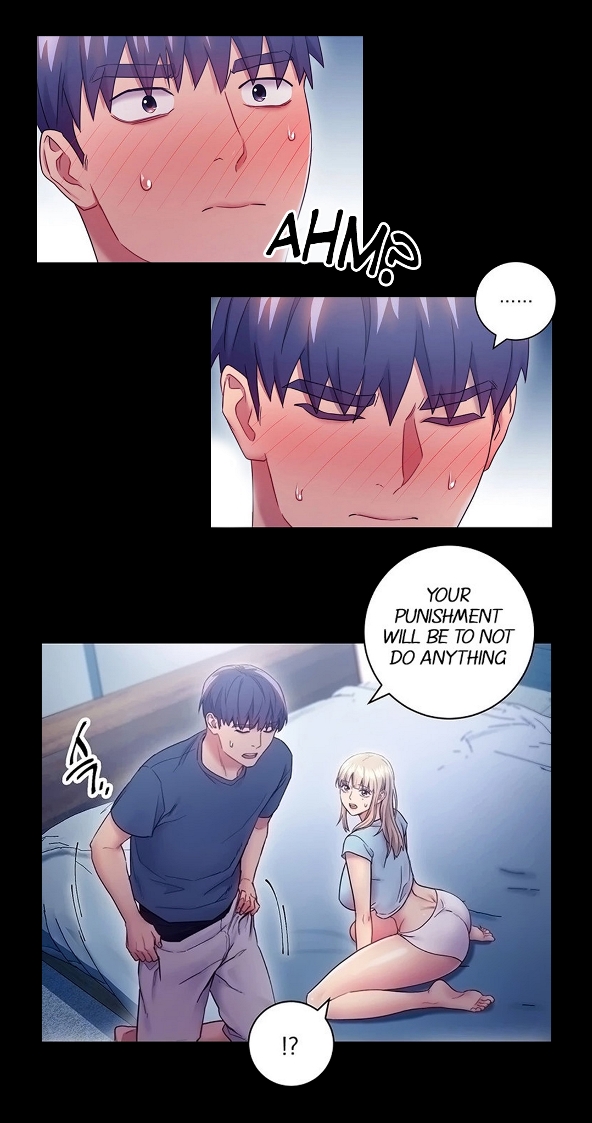 AHM?
......
YOUR
PUNISHMENT
WILL BE TO NOT
DO ANYTHING
!?